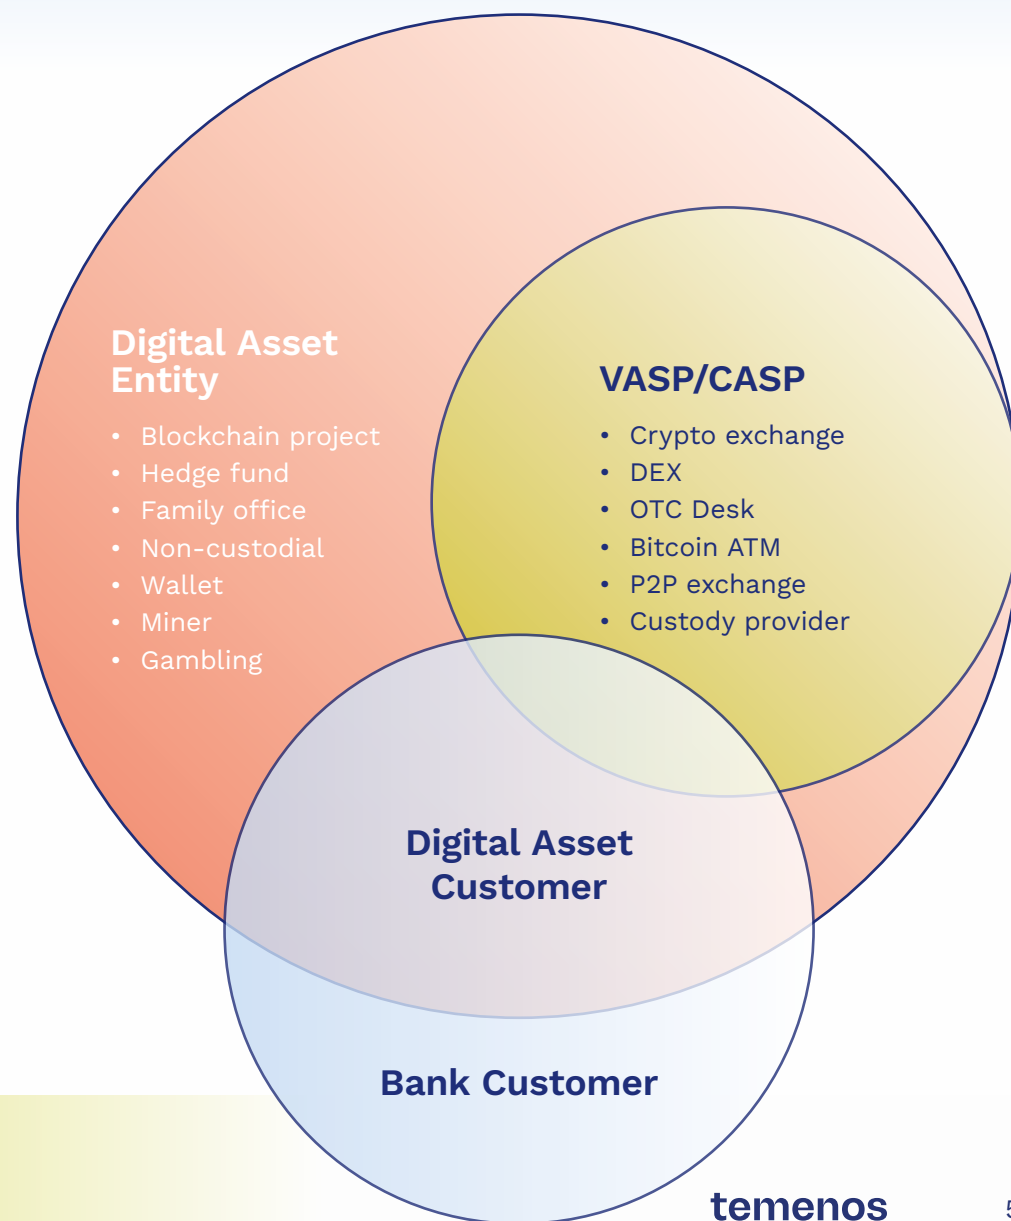 Digital Asset
Entity
• Blockchain project
• Hedge fund
• Family office
• Non-custodial
• Wallet
• Miner
• Gambling
VASP/CASP
• Crypto exchange
• DEX
• OTC Desk
• Bitcoin ATM
• P2P exchange
• Custody provider
Digital Asset
Customer
Bank Customer
temenos
5